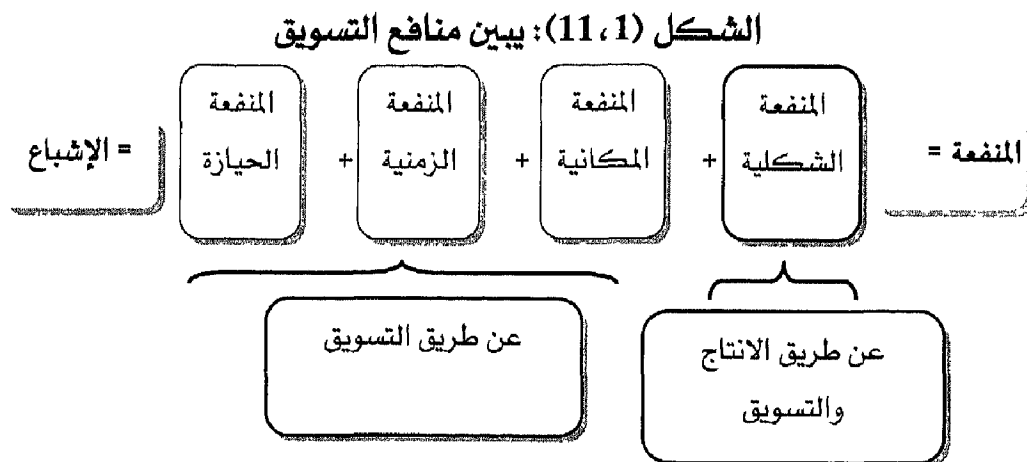 الشكل (11،1): يبين منافع التسويق
المنفعة =
المنفعة
الشكلية
+
المنفعة
المكانية
+
المنفعة
الزمنية
+
المنفعة
الحيازة
= الإشباع
عن طريق الانتاج
والتسويق
عن طريق التسويق